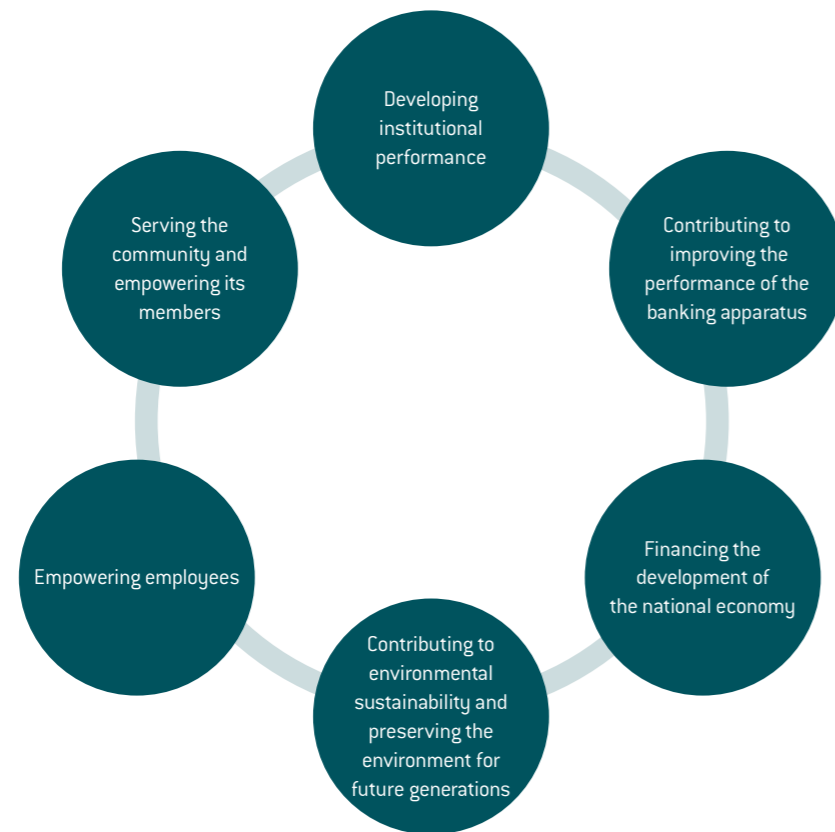 Developing
institutional
performance
Contributing to
improving the
performance of the
banking apparatus
Financing the
development of
the national economy
Contributing to
environmental
sustainability and
preserving the
environment for
future generations
Empowering employees
Serving the
community and
empowering its
members